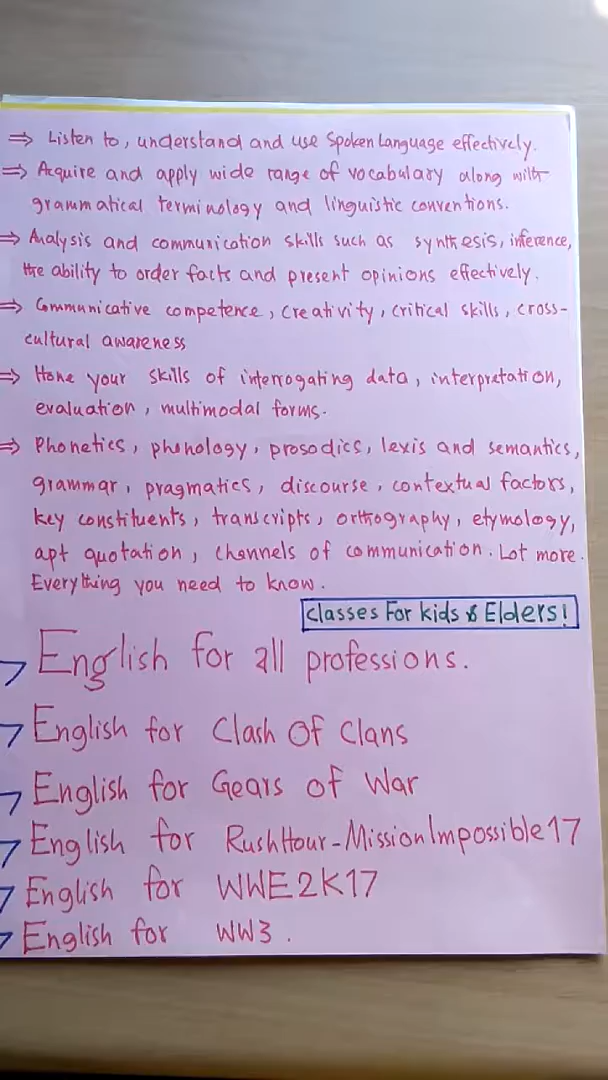 ⇒ Listen to, understand and use Spoken Language effectively.
⇒ Acquire and apply wide range of vocabulary along with
grammatical terminology and linguistic conventions.
⇒ Analysis and communication skills such as synthesis, inference,
the ability to order facts and present opinions effectively.
⇒ Communicative competence, creativity, critical skills, cross-
cultural awareness
⇒ Hone your skills of interrogating data, interpretation,
evaluation, multimodal forms.
⇒ Phonetics, phonology, prosodics, lexis and semantics,
grammar, pragmatics, discourse, contextual factors,
key constituents, transcripts, orthography, etymology,
apt quotation, channels of communication. Lot more.
Everything you need to know.
Classes For kids & Elders!
English for all professions.
English for Clash Of Clans
English for Gears of War
English for RushHour-MissionImpossible17
English for WWE2K17
English for WW3.